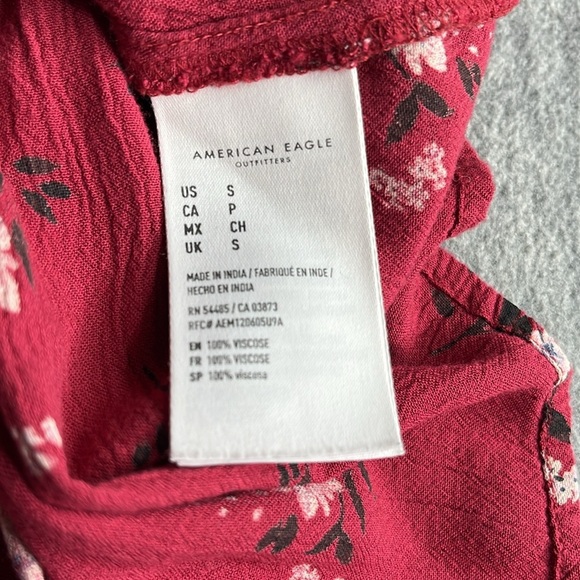 AMERICAN EAGLE
OUTFITTERS
US S
CA P
MX CH
UK S
MADE IN INDIA / FABRIQUÉ EN INDE /
HECHO EN INDIA
RN 54485 / CA 03873
RFC# AEM120605U9A
EN 100% VISCOSE
FR 100% VISCOSE
SP 100% viscosa